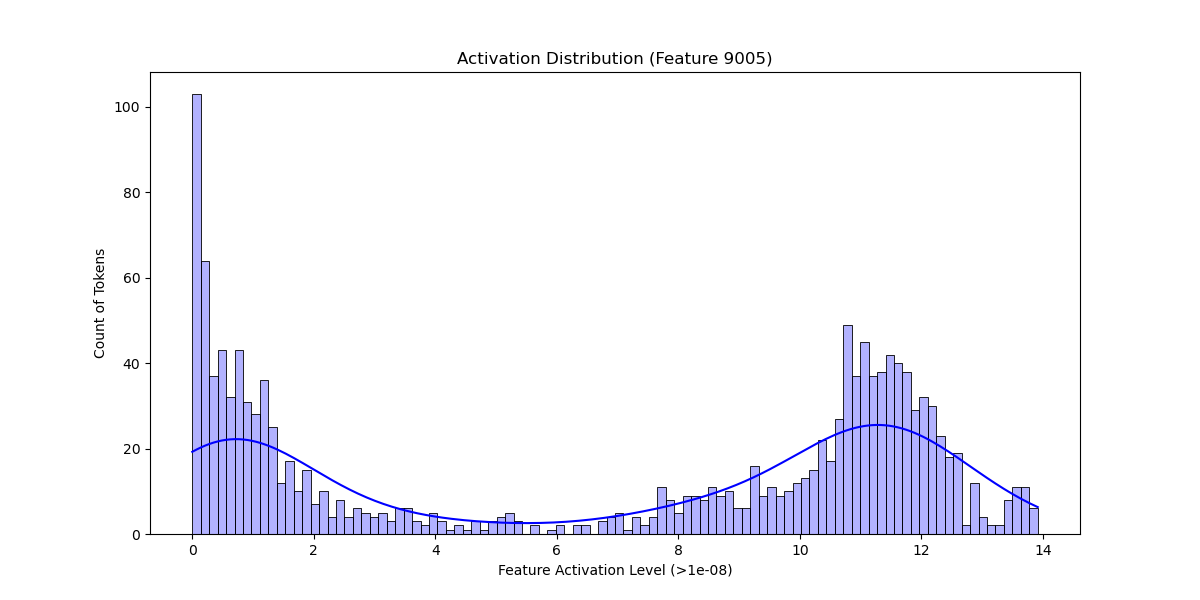 Activation Distribution (Feature 9005)
Count of Tokens
100
80
60
40
20
0
0 2 4 6 8 10 12 14
Feature Activation Level (>1e-08)